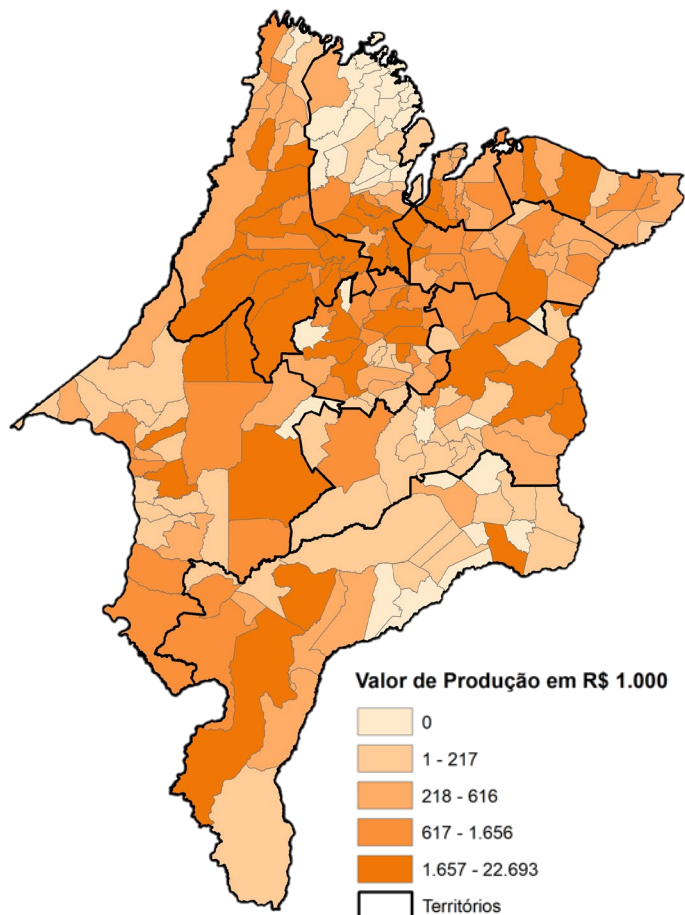 Valor de Produção em R$ 1.000
0
1 - 217
218 - 616
617 - 1.656
1.657 - 22.693
Territórios